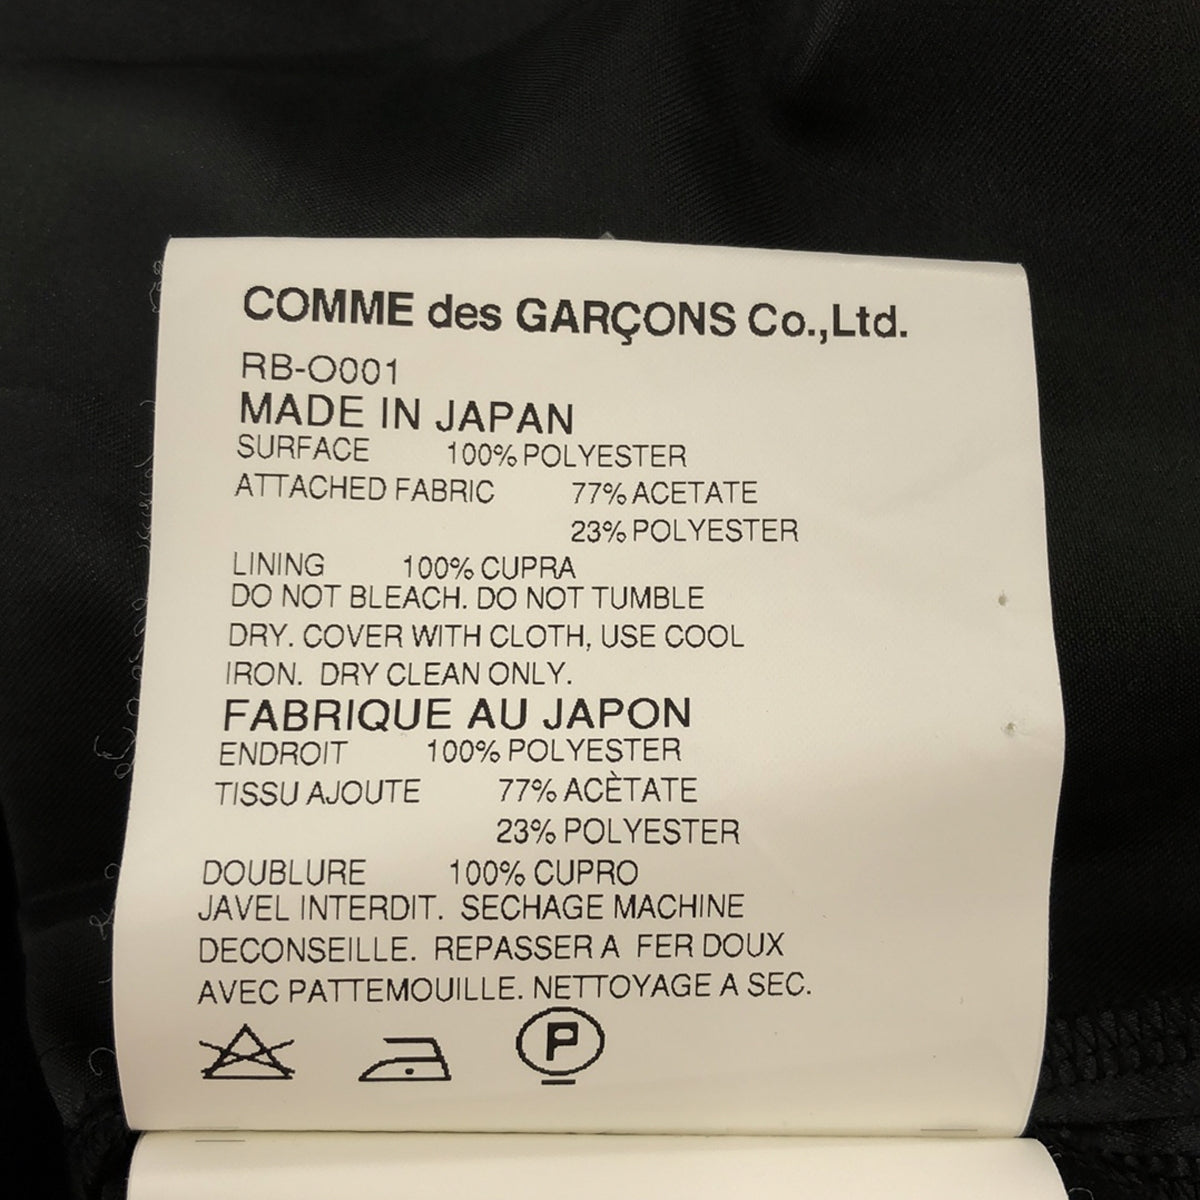 COMME des GARÇONS Co.,Ltd.
RB-O001
MADE IN JAPAN
SURFACE 100% POLYESTER
ATTACHED FABRIC 77% ACETATE
23% POLYESTER
LINING 100% CUPRA
DO NOT BLEACH. DO NOT TUMBLE
DRY. COVER WITH CLOTH, USE COOL
IRON. DRY CLEAN ONLY.
FABRIQUE AU JAPON
ENDROIT 100% POLYESTER
TISSU AJOUTE 77% ACÈTATE
23% POLYESTER
DOUBLURE 100% CUPRO
JAVEL INTERDIT. SECHAGE MACHINE
DECONSEILLE. REPASSER A FER DOUX
AVEC PATTEMOUILLE. NETTOYAGE A SEC.
P